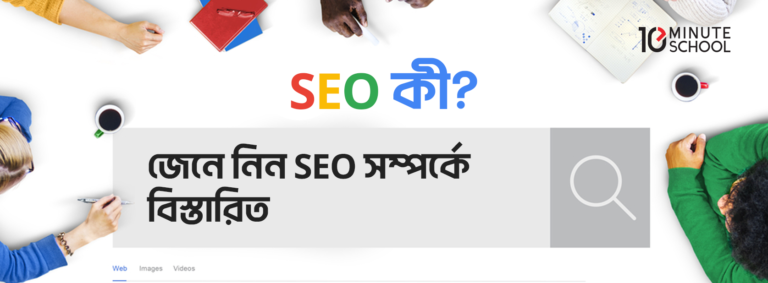 10 MINUTE
SCHOOL
SEO কী?
জেনে নিন SEO সম্পর্কে
বিস্তারিত
Web Images Videos